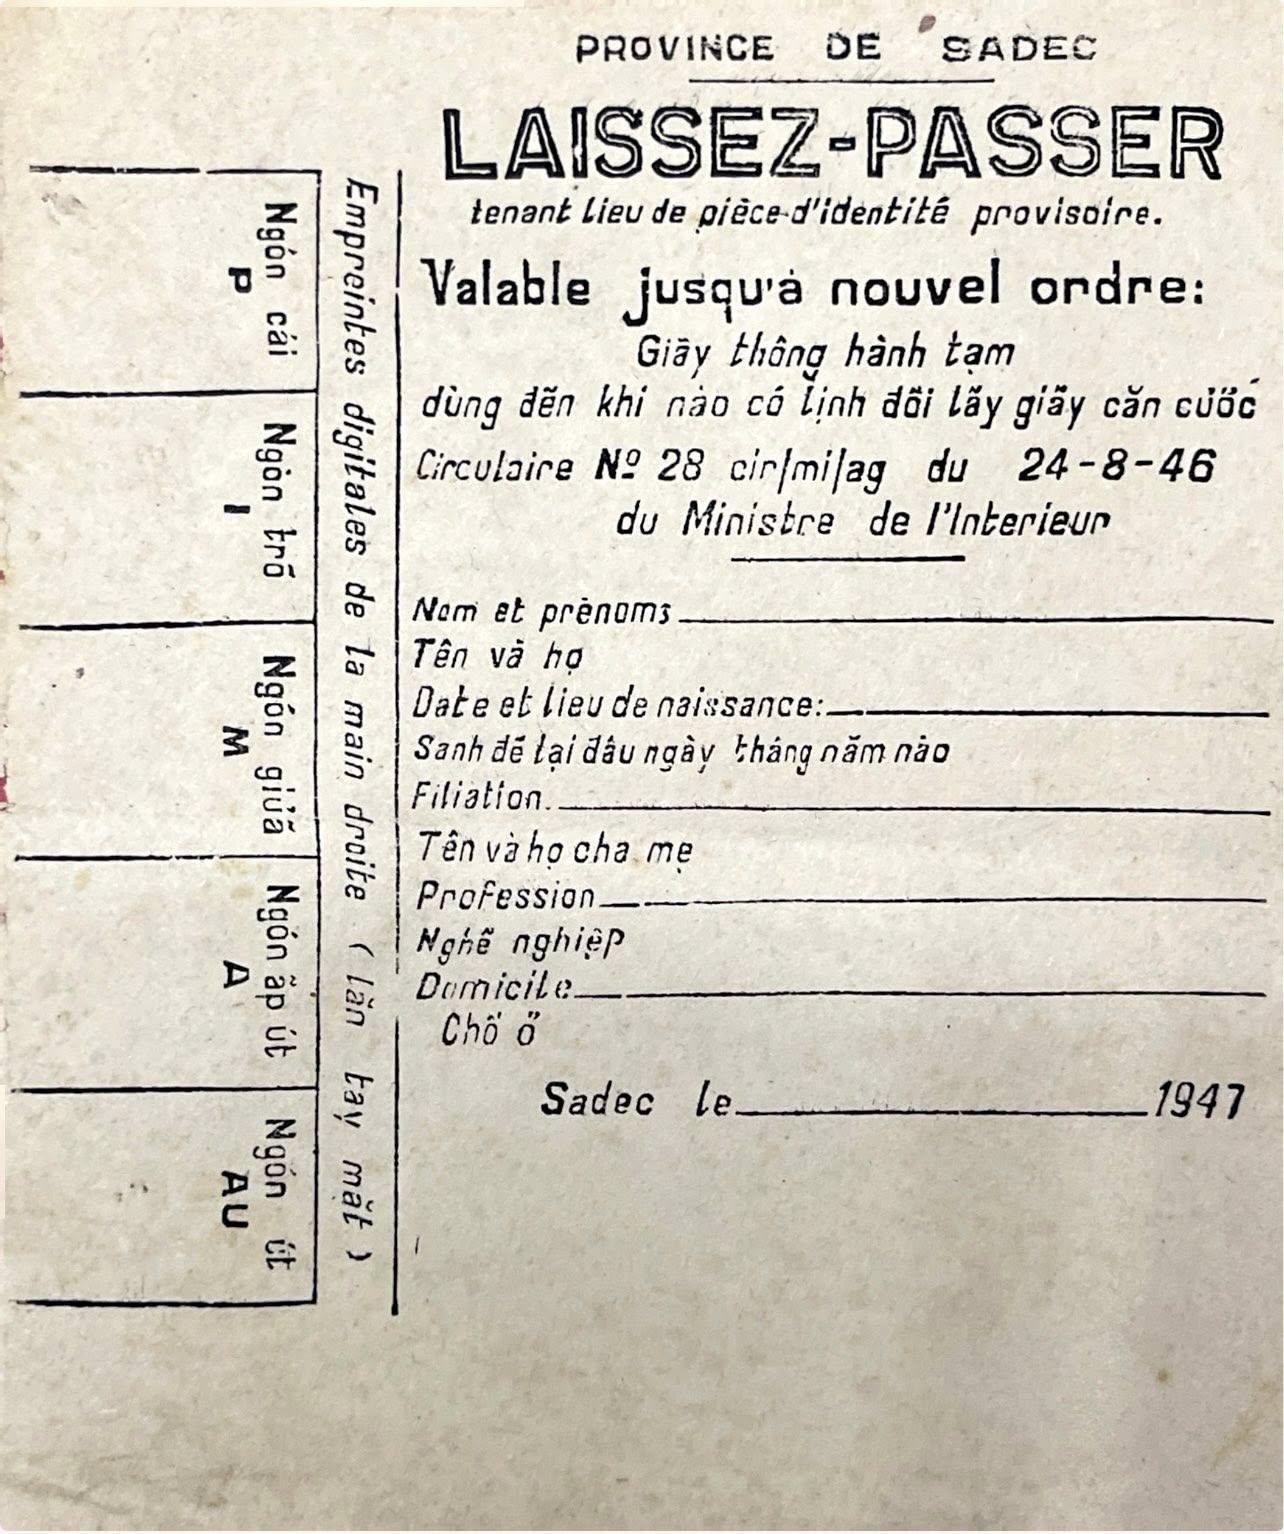 PROVINCE DE SADEC
LAISSEZ-PASSER
tenant lieu de pièce d'identité provisoire.
Valable jusqu'à nouvel ordre:
Giấy thông hành tạm
dùng đến khi nào có lịnh đổi lấy giấy căn cước
Circulaire Nº 28 cir/mi/ag du 24-8-46
du Ministre de l'Interieur
Nom et prénoms
Tên và họ
Date et lieu de naissance:
Sanh đẻ tại đâu ngày tháng năm nào
Filiation.
Tên và họ cha mẹ
Profession
Nghề nghiệp
Domicile
Chỗ ở
Sadec le 1947
Empreintes digitales de la main droite (lăn tay mặt)
Ngón cái
P
Ngón trỏ
I
Ngón giữa
M
Ngón áp út
A
Ngón út
AU